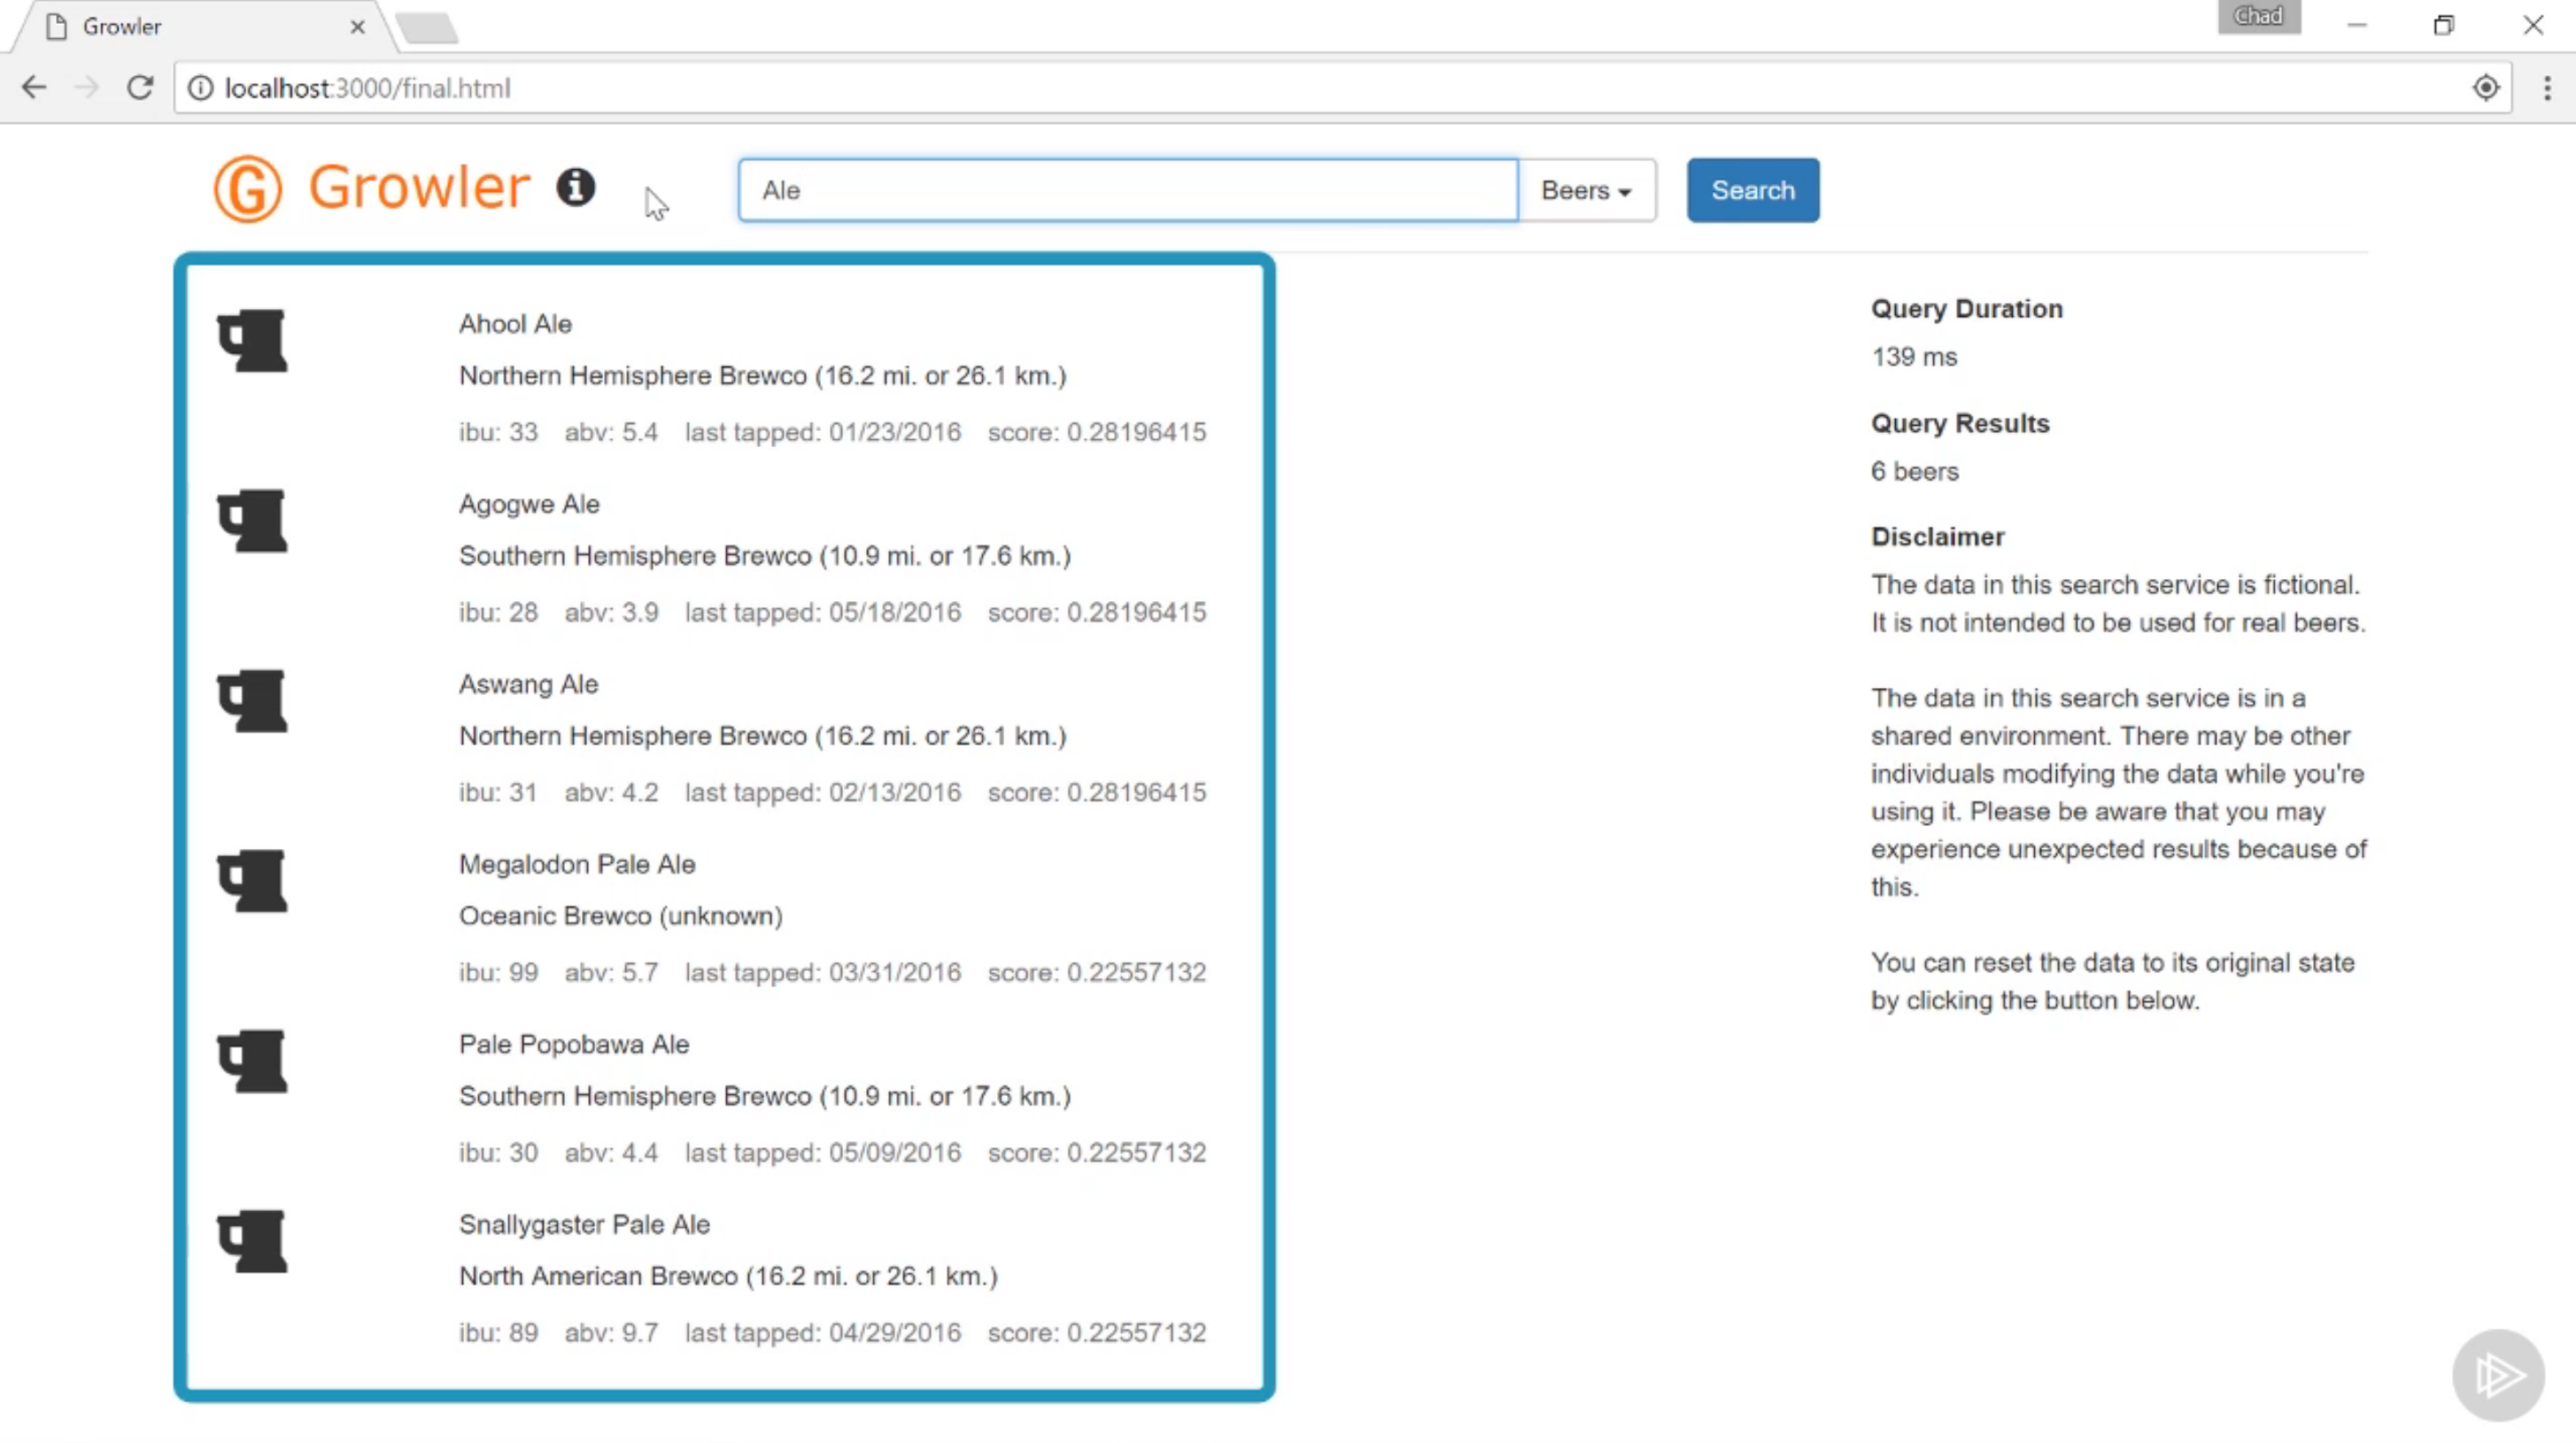 Growler
Chad
localhost:3000/final.html
G Growler
Ale
Beers
Search
Ahool Ale
Northern Hemisphere Brewco (16.2 mi. or 26.1 km.)
ibu: 33 abv: 5.4 last tapped: 01/23/2016 score: 0.28196415
Agogwe Ale
Southern Hemisphere Brewco (10.9 mi. or 17.6 km.)
ibu: 28 abv: 3.9 last tapped: 05/18/2016 score: 0.28196415
Aswang Ale
Northern Hemisphere Brewco (16.2 mi. or 26.1 km.)
ibu: 31 abv: 4.2 last tapped: 02/13/2016 score: 0.28196415
Megalodon Pale Ale
Oceanic Brewco (unknown)
ibu: 99 abv: 5.7 last tapped: 03/31/2016 score: 0.22557132
Pale Popobawa Ale
Southern Hemisphere Brewco (10.9 mi. or 17.6 km.)
ibu: 30 abv: 4.4 last tapped: 05/09/2016 score: 0.22557132
Snallygaster Pale Ale
North American Brewco (16.2 mi. or 26.1 km.)
ibu: 89 abv: 9.7 last tapped: 04/29/2016 score: 0.22557132
Query Duration
139 ms
Query Results
6 beers
Disclaimer
The data in this search service is fictional.
It is not intended to be used for real beers.
The data in this search service is in a
shared environment. There may be other
individuals modifying the data while you're
using it. Please be aware that you may
experience unexpected results because of
this.
You can reset the data to its original state
by clicking the button below.